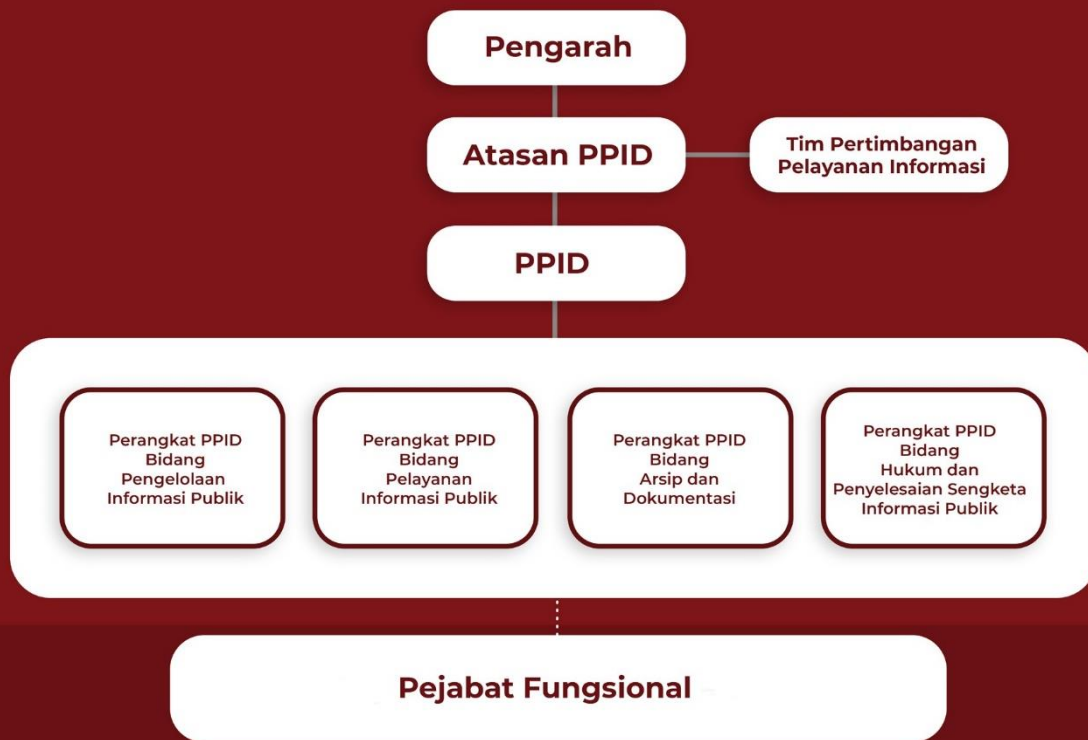 Pengarah
Atasan PPID
Tim Pertimbangan
Pelayanan Informasi
PPID
Perangkat PPID
Bidang
Pengelolaan
Informasi Publik
Perangkat PPID
Bidang
Pelayanan
Informasi Publik
Perangkat PPID
Bidang
Arsip dan
Dokumentasi
Perangkat PPID
Bidang
Hukum dan
Penyelesaian Sengketa
Informasi Publik
Pejabat Fungsional